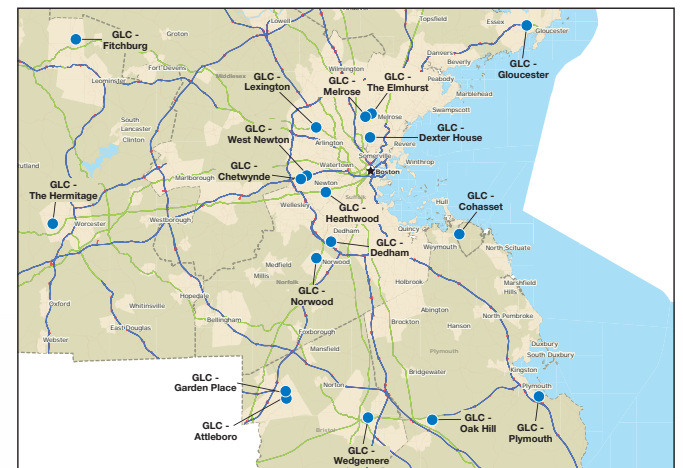 Lowell
Topsfield
Essex
Gloucester
Groton
GLC -
Fitchburg
Danvers
Beverly
GLC -
Gloucester
Fort Devens
Wilmington
Leominster
Middlesex
GLC -
Lexington
GLC -
Melrose
GLC -
The Elmhurst
Peabody
Marblehead
Swampscott
Melrose
South
Lancaster
Clinton
GLC -
West Newton
Arlington
GLC -
Dexter House
Revere
Somerville
Winthrop
Rutland
GLC -
Chetwynde
Watertown
Boston
Marlborough
Newton
GLC -
The Hermitage
Suffolk
Wellesley
GLC -
Heathwood
Hull
GLC -
Cohasset
Worcester
Westborough
Dedham
Quincy
GLC -
Dedham
Weymouth
North Scituate
Medfield
Norwood
Millis
Norfolk
Holbrook
Marshfield
Hills
GLC -
Norwood
Hopedale
Oxford
Whitinsville
Abington
North Pembroke
Bellingham
Brockton
Hanson
East Douglas
Foxborough
Webster
Mansfield
Plymouth
Duxbury
South Duxbury
Bridgewater
Kingston
GLC -
Garden Place
Norton
Plymouth
GLC -
Attleboro
GLC -
Oak Hill
GLC -
Plymouth
Bristol
GLC -
Wedgemere